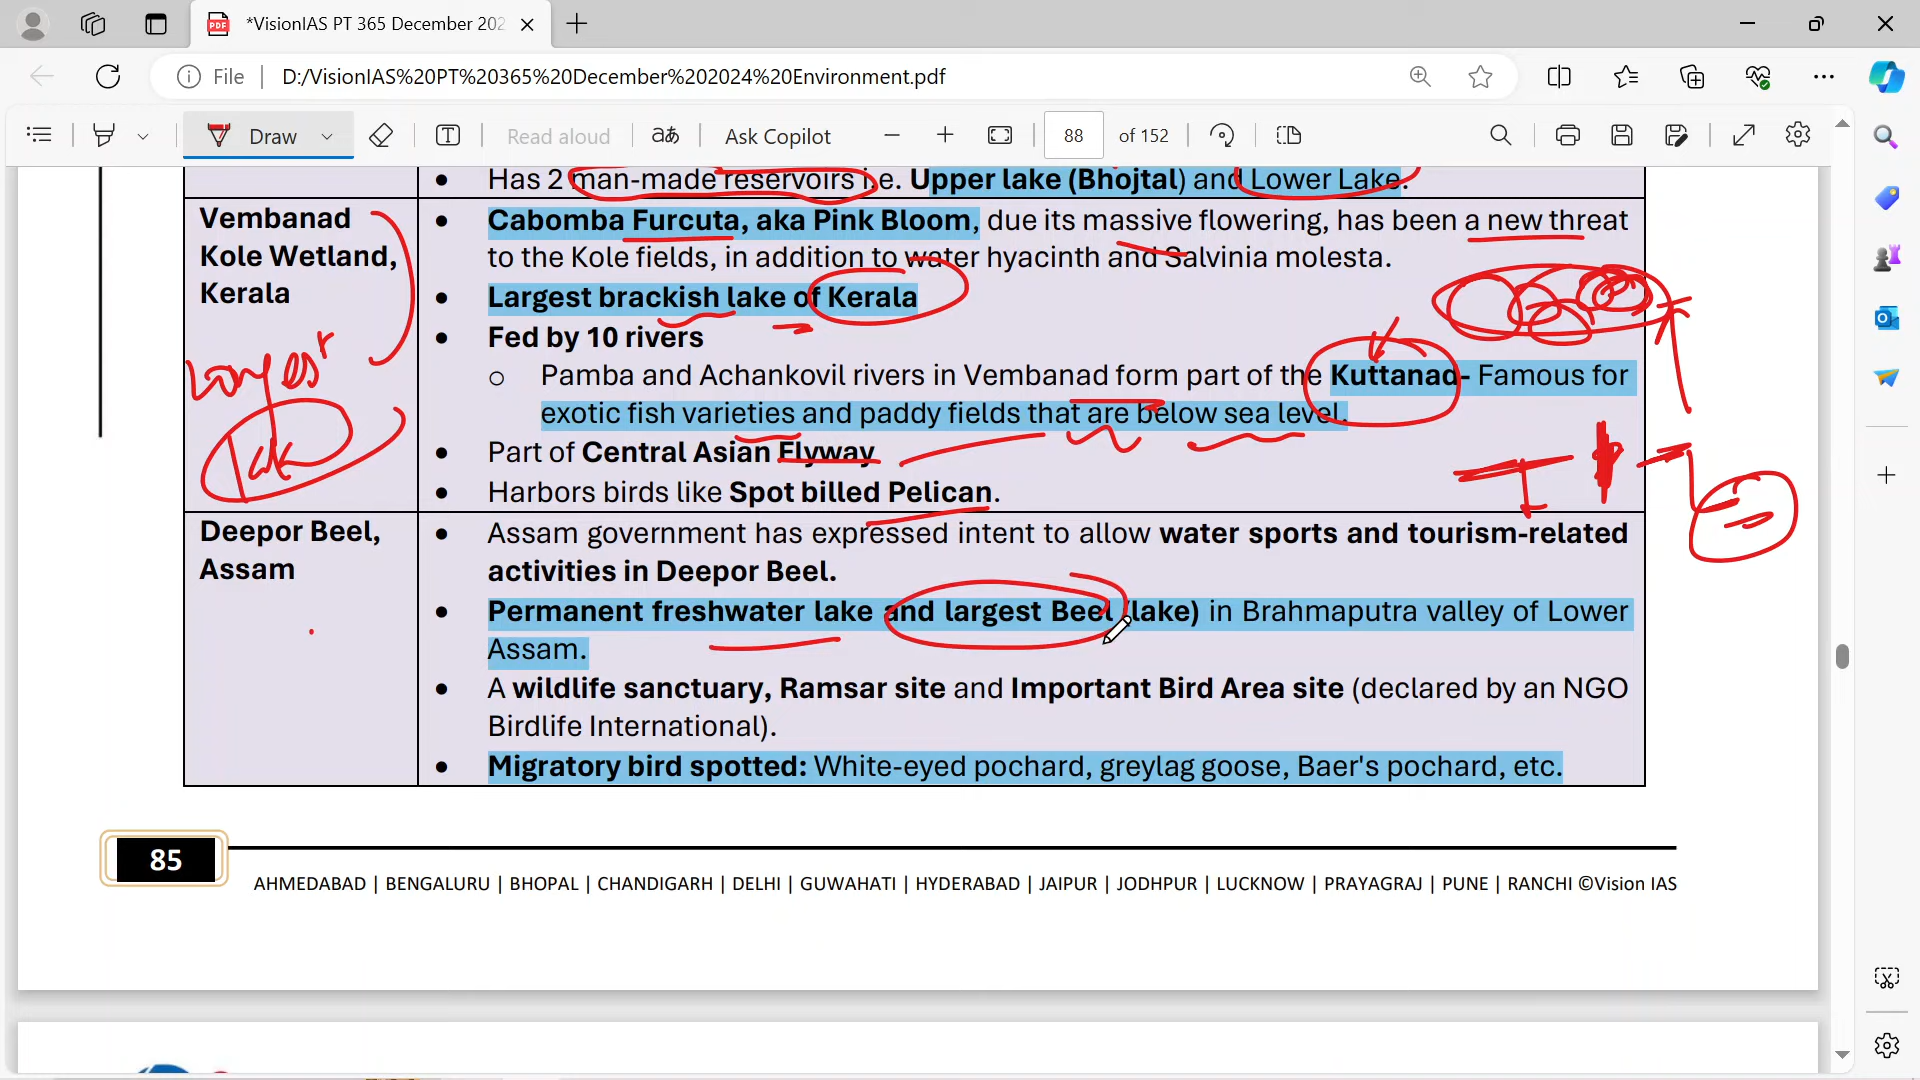 *VisionIAS PT 365 December 202
File
D:/VisionIAS%20PT%20365%20December%202024%20Environment.pdf
Draw
Read aloud
Ask Copilot
88
of 152
• Has 2 man-made reservoirs i.e. Upper lake (Bhojtal) and Lower Lake.
Vembanad
Kole Wetland,
Kerala
longest
lak
• Cabomba Furcuta, aka Pink Bloom, due its massive flowering, has been a new threat
to the Kole fields, in addition to water hyacinth and Salvinia molesta.
• Largest brackish lake of Kerala
• Fed by 10 rivers
o Pamba and Achankovil rivers in Vembanad form part of the Kuttanad- Famous for
exotic fish varieties and paddy fields that are below sea level.
• Part of Central Asian Flyway
• Harbors birds like Spot billed Pelican.
Deepor Beel,
Assam
• Assam government has expressed intent to allow water sports and tourism-related
activities in Deepor Beel.
• Permanent freshwater lake and largest Beel (lake) in Brahmaputra valley of Lower
Assam.
• A wildlife sanctuary, Ramsar site and Important Bird Area site (declared by an NGO
Birdlife International).
• Migratory bird spotted: White-eyed pochard, greylag goose, Baer's pochard, etc.
85
AHMEDABAD | BENGALURU | BHOPAL | CHANDIGARH | DELHI | GUWAHATI | HYDERABAD | JAIPUR | JODHPUR | LUCKNOW | PRAYAGRAJ | PUNE | RANCHI ©Vision IAS